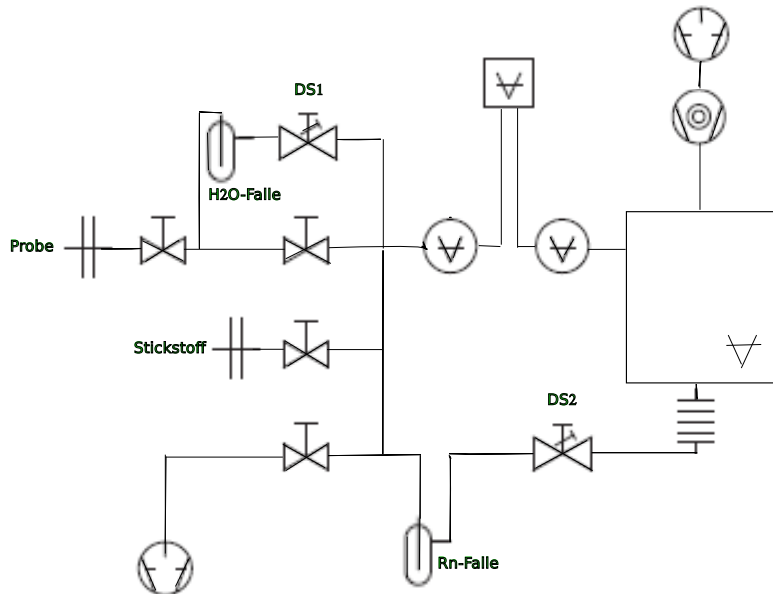 DS1
H2O-Falle
Probe
Stickstoff
DS2
Rn-Falle